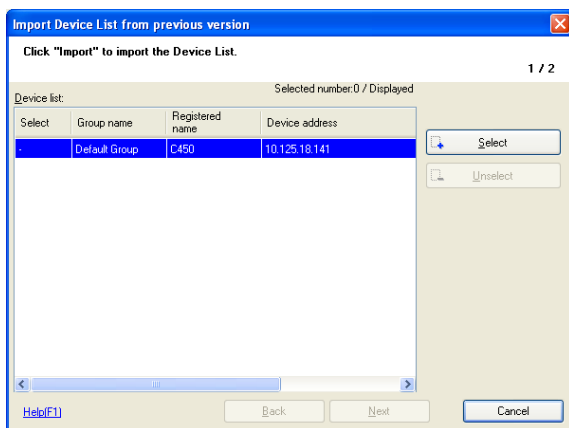 Import Device List from previous version
Click "Import" to import the Device List.
1 / 2
Selected number:0 / Displayed
Device list:
Select Group name Registered name Device address
- Default Group C450 10.125.18.141
Select
Unselect
Help(F1) Back Next Cancel